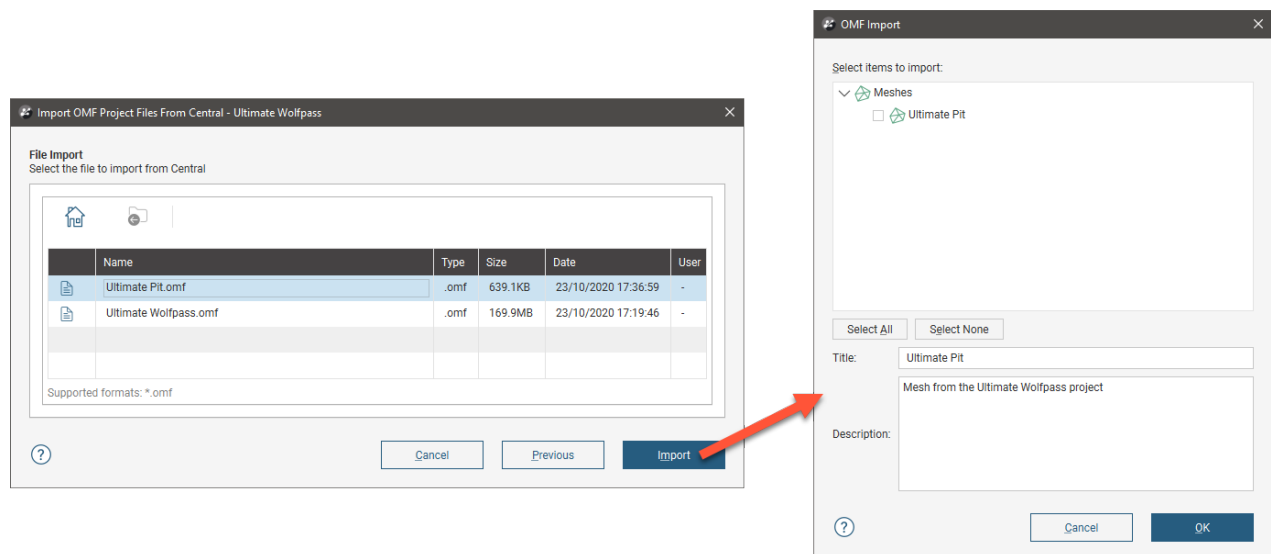 Import OMF Project Files From Central - Ultimate Wolfpass
File Import
Select the file to import from Central
Name Type Size Date User
Ultimate Pit.omf .omf 639.1KB 23/10/2020 17:36:59 -
Ultimate Wolfpass.omf .omf 169.9MB 23/10/2020 17:19:46 -
Supported formats: *.omf
? Cancel Previous Import
OMF Import
Select items to import:
Meshes
Ultimate Pit
Select All Select None
Title: Ultimate Pit
Description: Mesh from the Ultimate Wolfpass project
? Cancel OK